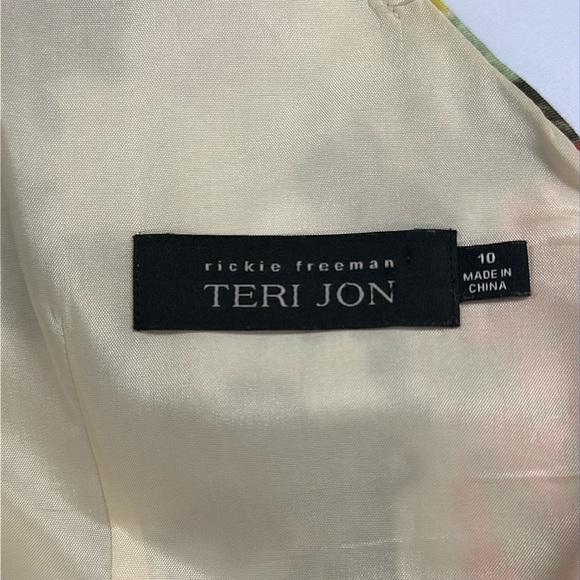 rickie freeman
TERI JON
10
MADE IN
CHINA